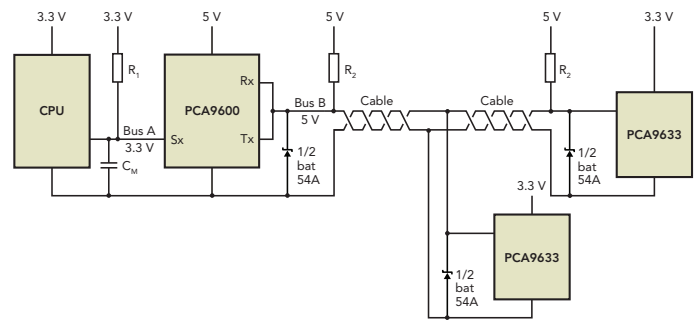 3.3 V
3.3 V
5 V
5 V
5 V
3.3 V
R1
R2
R2
CPU
PCA9600
Rx
Tx
Sx
Bus A
3.3 V
CM
Bus B
5 V
Cable
Cable
1/2
bat
54A
1/2
bat
54A
PCA9633
3.3 V
PCA9633
1/2
bat
54A